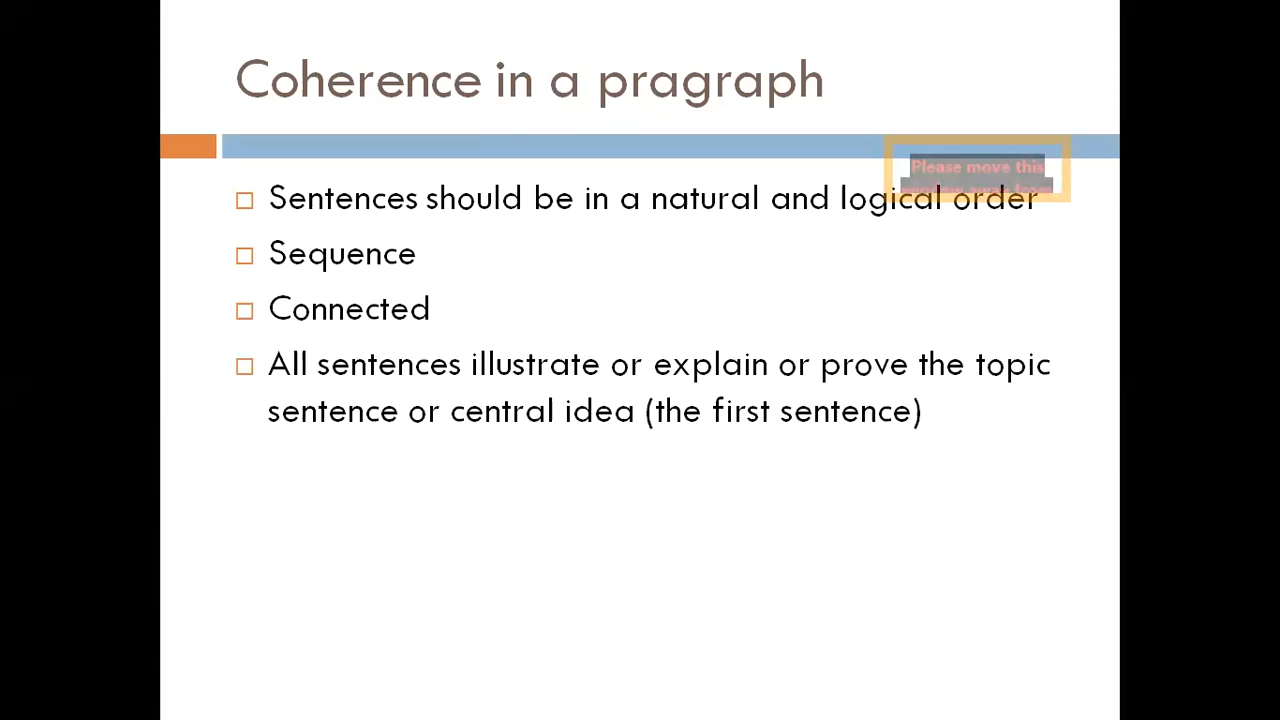 Coherence in a pragraph
Please move this
Sentences should be in a natural and logical order
Sequence
Connected
All sentences illustrate or explain or prove the topic
sentence or central idea (the first sentence)